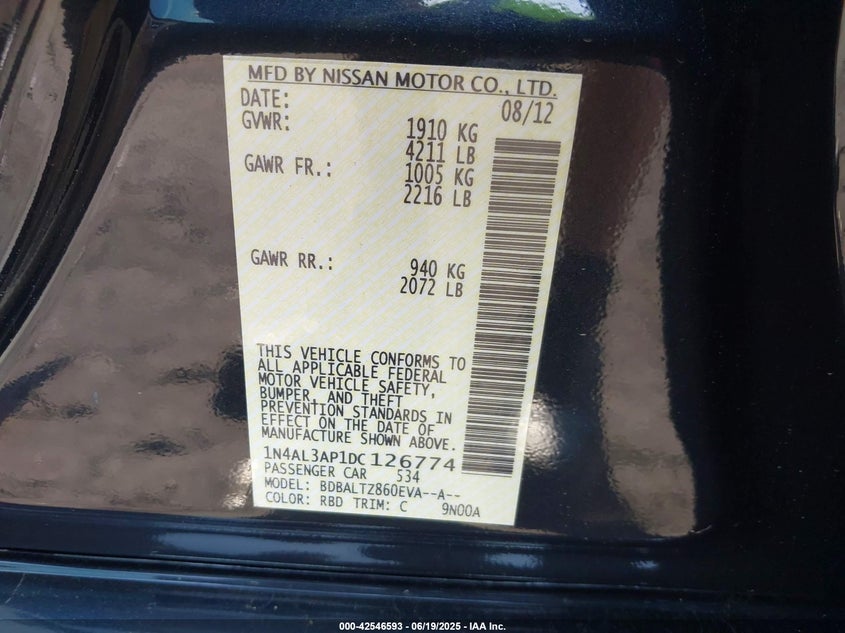 MFD BY NISSAN MOTOR CO., LTD.
DATE: 08/12
GVWR: 1910 KG
4211 LB
GAWR FR.: 1005 KG
2216 LB
GAWR RR.: 940 KG
2072 LB
THIS VEHICLE CONFORMS TO
ALL APPLICABLE FEDERAL
MOTOR VEHICLE SAFETY,
BUMPER, AND THEFT
PREVENTION STANDARDS IN
EFFECT ON THE DATE OF
MANUFACTURE SHOWN ABOVE.
1N4AL3AP1DC126774
PASSENGER CAR 534
MODEL: BDBALTZ860EVA--A--
COLOR: RBD TRIM: C 9N00A
000-42546593 - 06/19/2025 - IAA Inc.